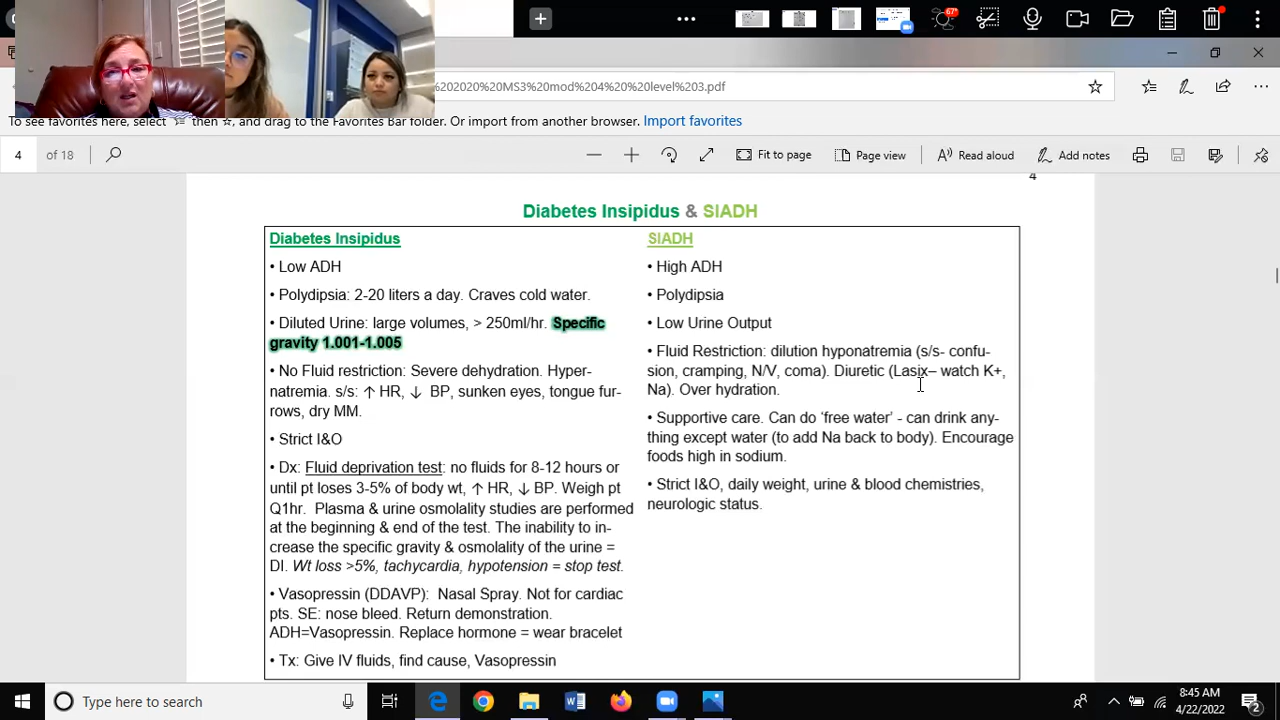 67°
%202020%20MS3%20mod%204%20%20level%203.pdf
To see favorites here, select then ☆, and drag to the Favorites Bar folder. Or import from another browser. Import favorites
4 of 18
Fit to page Page view Read aloud Add notes
4
Diabetes Insipidus & SIADH
Diabetes Insipidus
• Low ADH
• Polydipsia: 2-20 liters a day. Craves cold water.
• Diluted Urine: large volumes, > 250ml/hr. Specific
gravity 1.001-1.005
• No Fluid restriction: Severe dehydration. Hyper-
natremia. s/s: ↑ HR, ↓ BP, sunken eyes, tongue fur-
rows, dry MM.
• Strict I&O
• Dx: Fluid deprivation test: no fluids for 8-12 hours or
until pt loses 3-5% of body wt, ↑ HR, ↓ BP. Weigh pt
Q1hr. Plasma & urine osmolality studies are performed
at the beginning & end of the test. The inability to in-
crease the specific gravity & osmolality of the urine =
DI. Wt loss >5%, tachycardia, hypotension = stop test.
• Vasopressin (DDAVP): Nasal Spray. Not for cardiac
pts. SE: nose bleed. Return demonstration.
ADH=Vasopressin. Replace hormone = wear bracelet
• Tx: Give IV fluids, find cause, Vasopressin
SIADH
• High ADH
• Polydipsia
• Low Urine Output
• Fluid Restriction: dilution hyponatremia (s/s- confu-
sion, cramping, N/V, coma). Diuretic (Lasix– watch K+,
Na). Over hydration.
• Supportive care. Can do ‘free water’ - can drink any-
thing except water (to add Na back to body). Encourage
foods high in sodium.
• Strict I&O, daily weight, urine & blood chemistries,
neurologic status.
Type here to search
8:45 AM
4/22/2022
2